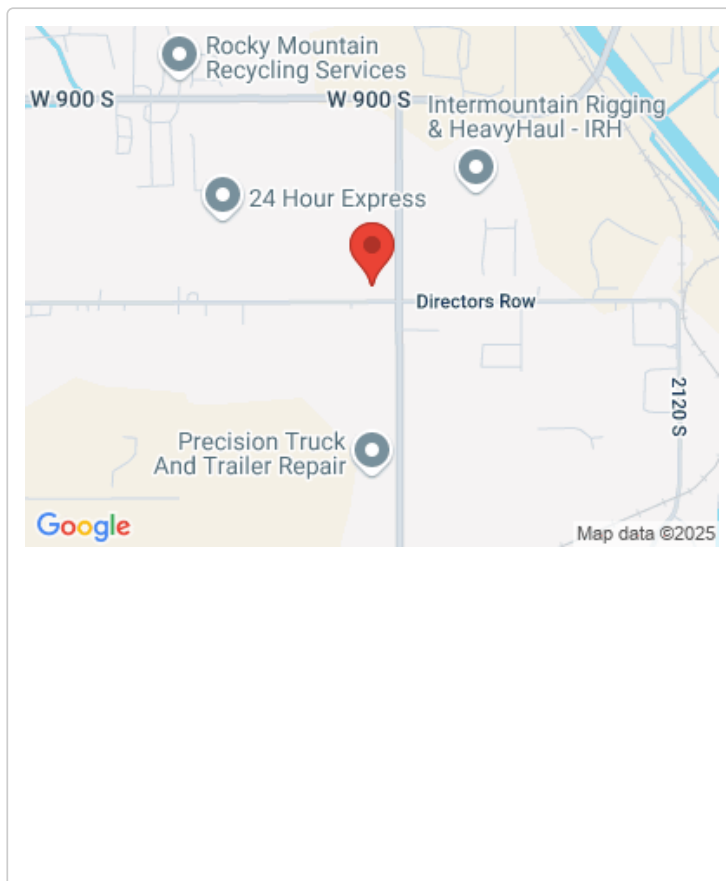 Rocky Mountain
Recycling Services
W 900 S
W 900 S
Intermountain Rigging
& HeavyHaul - IRH
24 Hour Express
Directors Row
2120 S
Precision Truck
And Trailer Repair
Google
Map data ©2025